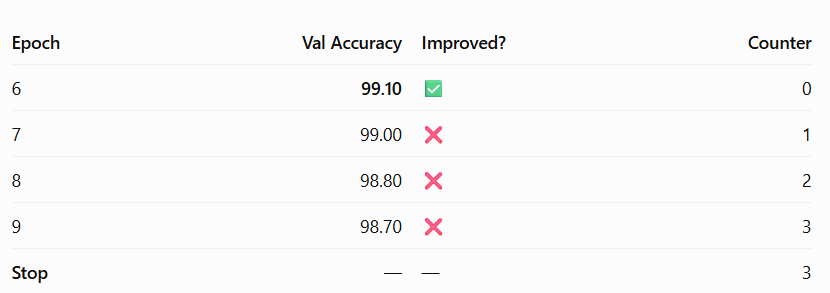 Epoch Val Accuracy Improved? Counter
6 99.10 ✅ 0
7 99.00 ❌ 1
8 98.80 ❌ 2
9 98.70 ❌ 3
Stop — — 3